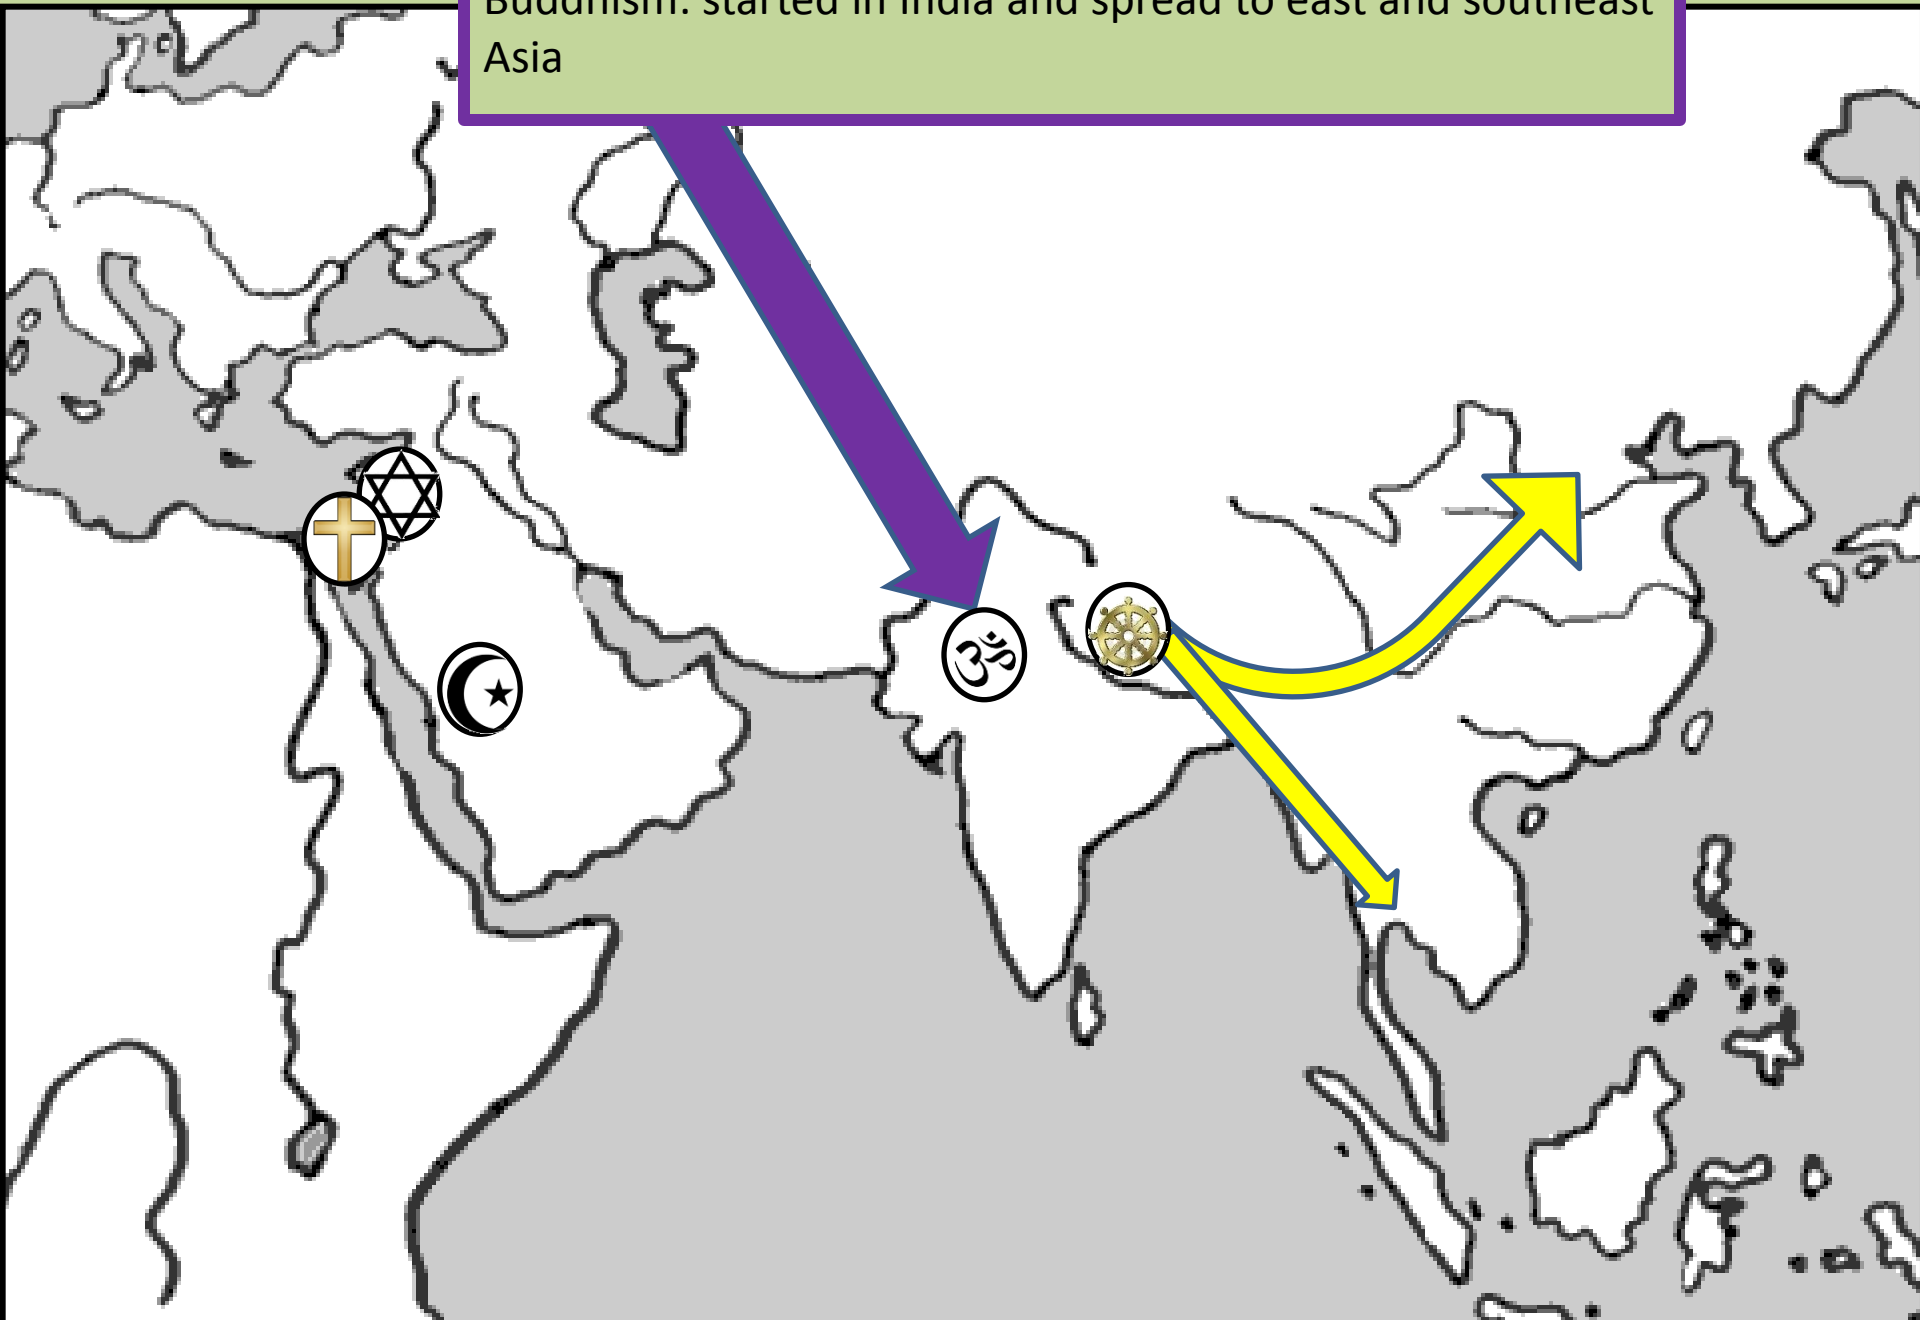 Buddhism: started in India and spread to east and southeast
Asia
ॐ